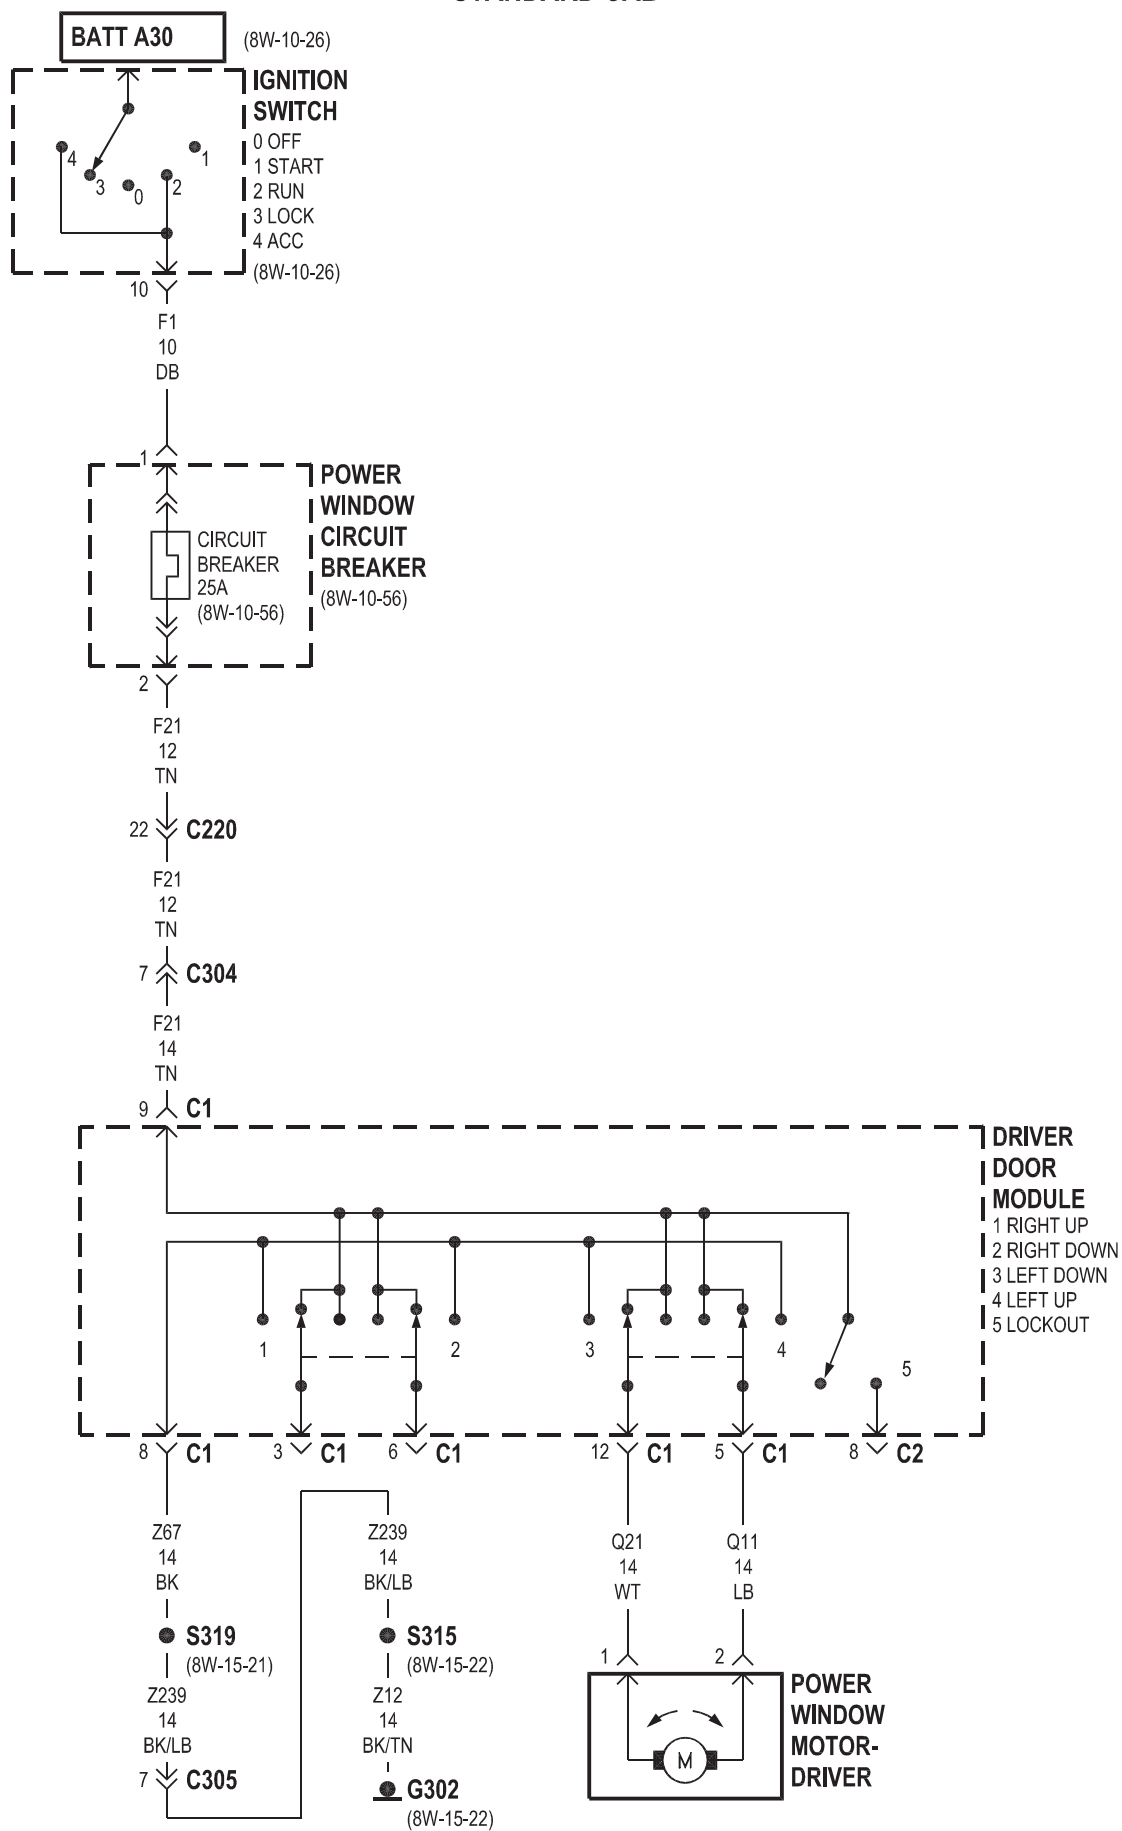 BATT A30
(8W-10-26)
IGNITION
SWITCH
0 OFF
1 START
2 RUN
3 LOCK
4 ACC
(8W-10-26)
4
3
0
2
1
10
F1
10
DB
1
POWER
WINDOW
CIRCUIT
BREAKER
(8W-10-56)
CIRCUIT
BREAKER
25A
(8W-10-56)
2
F21
12
TN
22 C220
F21
12
TN
7 C304
F21
14
TN
9 C1
DRIVER
DOOR
MODULE
1 RIGHT UP
2 RIGHT DOWN
3 LEFT DOWN
4 LEFT UP
5 LOCKOUT
1
2
3
4
5
8 C1
3 C1
6 C1
12 C1
5 C1
8 C2
Z67
14
BK
S319
(8W-15-21)
Z239
14
BK/LB
7 C305
Z239
14
BK/LB
S315
(8W-15-22)
Z12
14
BK/TN
G302
(8W-15-22)
Q21
14
WT
1
Q11
14
LB
2
M
POWER
WINDOW
MOTOR-
DRIVER